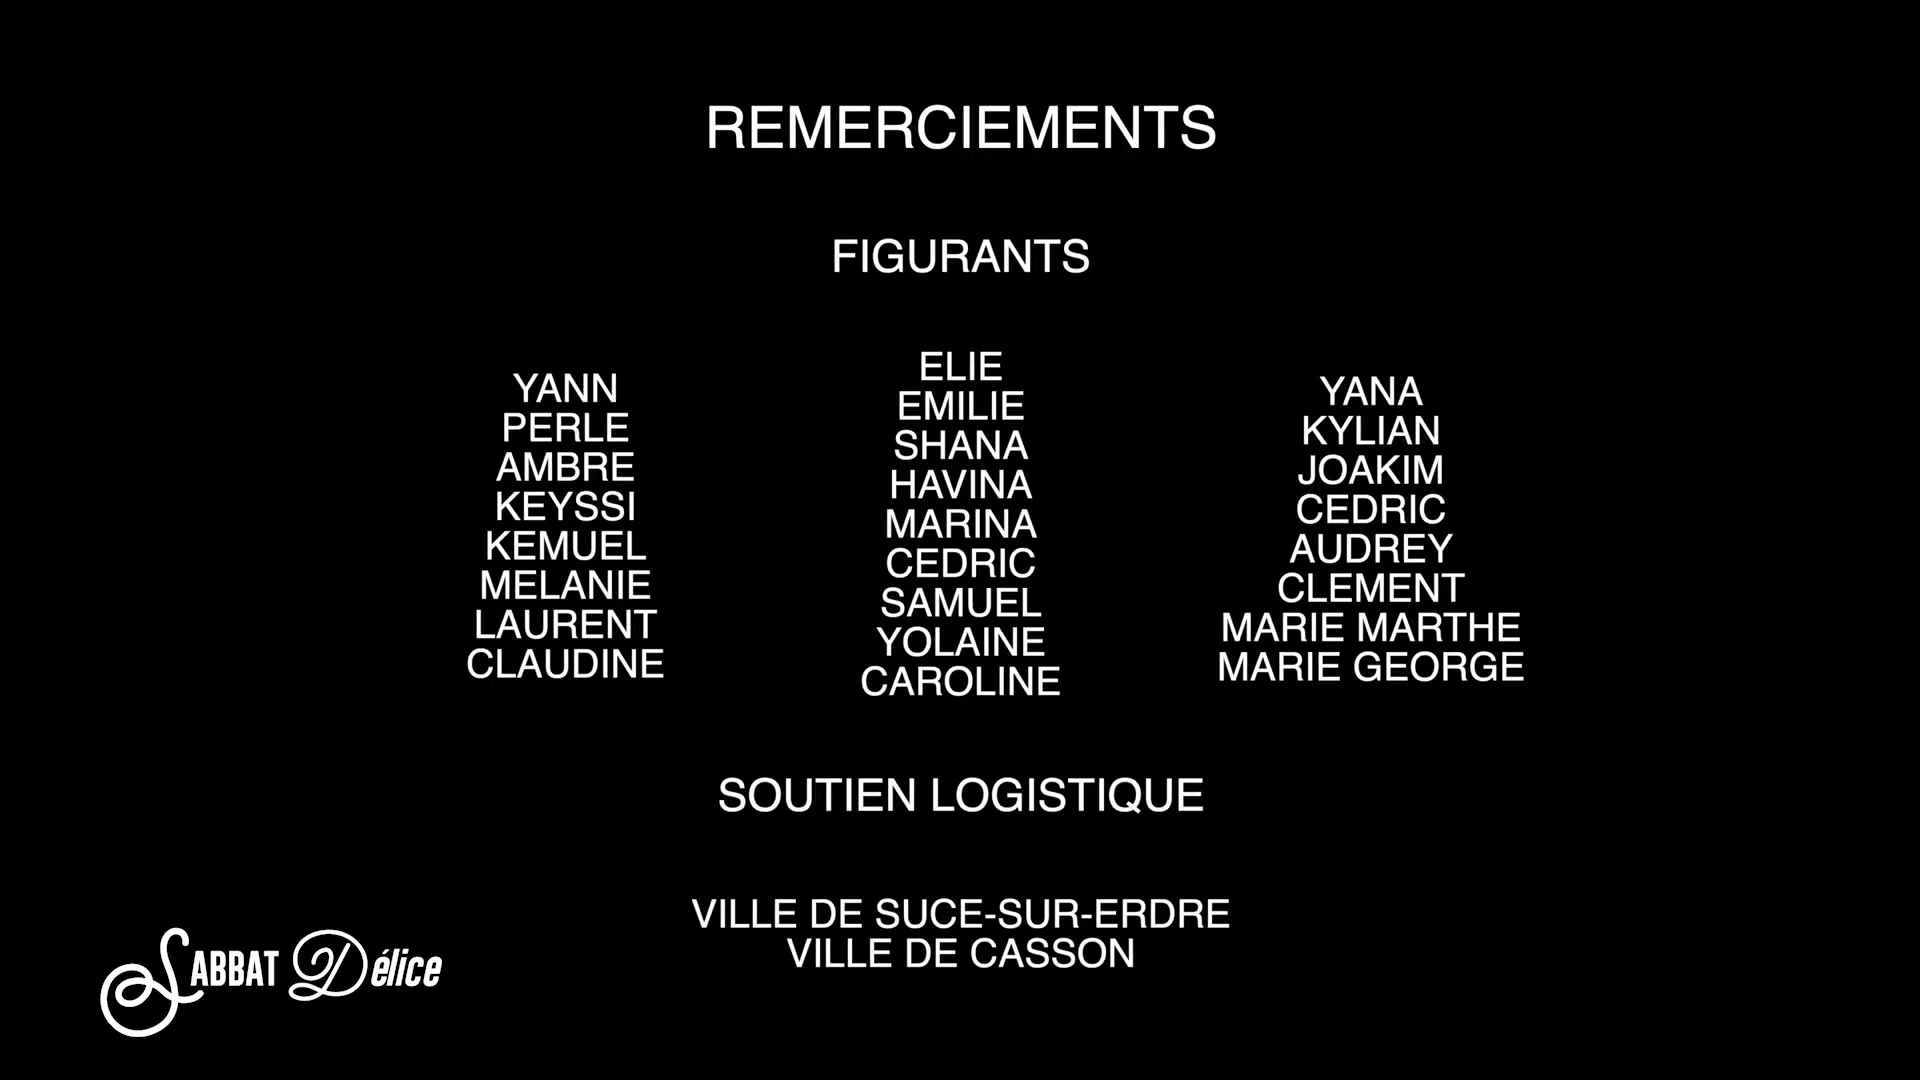 REMERCIEMENTS
FIGURANTS
YANN
PERLE
AMBRE
KEYSSI
KEMUEL
MELANIE
LAURENT
CLAUDINE
ELIE
EMILIE
SHANA
HAVINA
MARINA
CEDRIC
SAMUEL
YOLAINE
CAROLINE
YANA
KYLIAN
JOAKIM
CEDRIC
AUDREY
CLEMENT
MARIE MARTHE
MARIE GEORGE
SOUTIEN LOGISTIQUE
VILLE DE SUCE-SUR-ERDRE
VILLE DE CASSON
SABBAT Délice